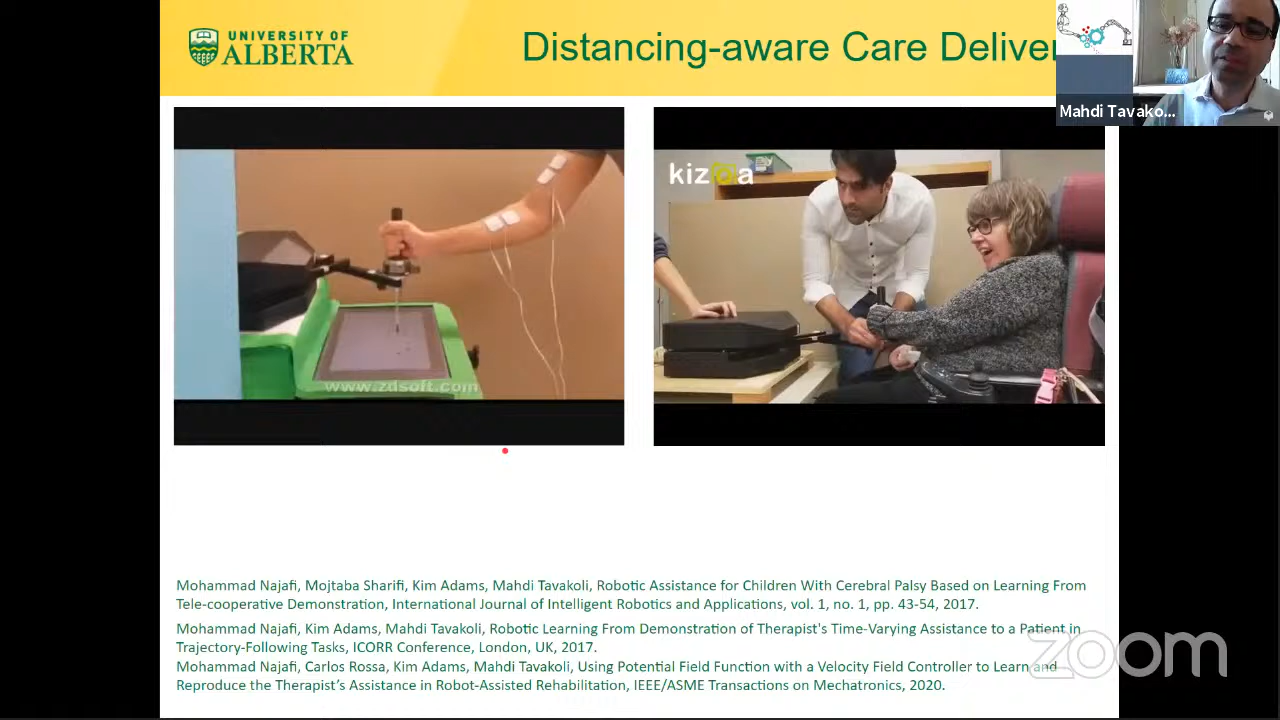 UNIVERSITY OF
ALBERTA
Distancing-aware Care Deliver
Mahdi Tavako...
kizoa
www.zdsoft.com
Mohammad Najafi, Mojtaba Sharifi, Kim Adams, Mahdi Tavakoli, Robotic Assistance for Children With Cerebral Palsy Based on Learning From
Tele-cooperative Demonstration, International Journal of Intelligent Robotics and Applications, vol. 1, no. 1, pp. 43-54, 2017.
Mohammad Najafi, Kim Adams, Mahdi Tavakoli, Robotic Learning From Demonstration of Therapist's Time-Varying Assistance to a Patient in
Trajectory-Following Tasks, ICORR Conference, London, UK, 2017.
Mohammad Najafi, Carlos Rossa, Kim Adams, Mahdi Tavakoli, Using Potential Field Function with a Velocity Field Controller to Learn and
Reproduce the Therapist's Assistance in Robot-Assisted Rehabilitation, IEEE/ASME Transactions on Mechatronics, 2020.
zoom